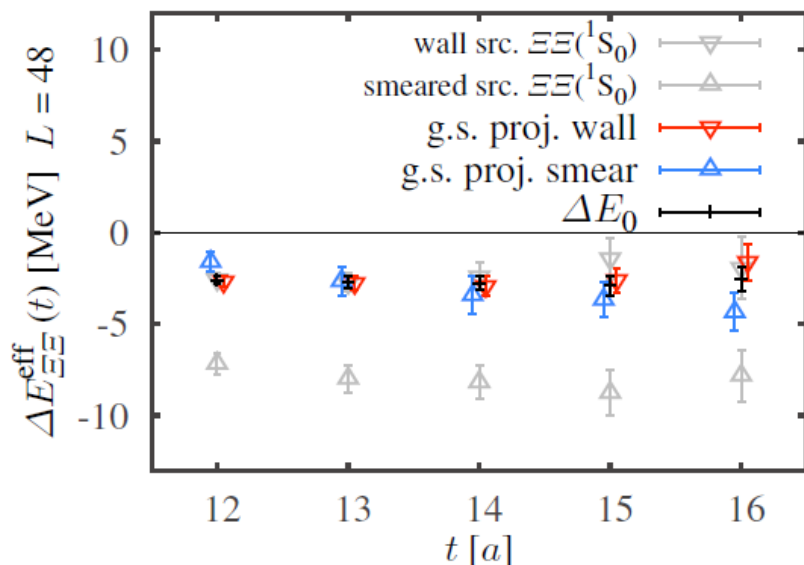 10
5
0
-5
-10
ΔE^eff_ΞΞ(t) [MeV] L = 48
wall src. ΞΞ(¹S₀)
smeared src. ΞΞ(¹S₀)
g.s. proj. wall
g.s. proj. smear
ΔE₀
12 13 14 15 16
t [a]